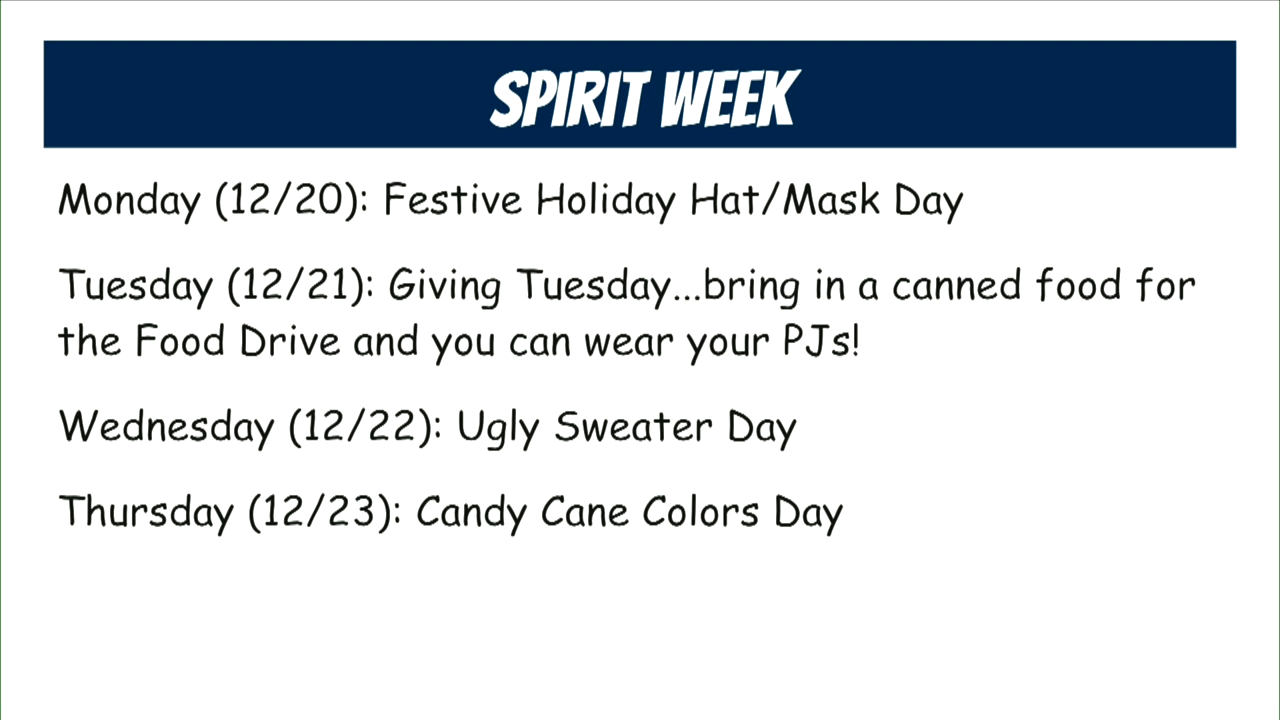 SPIRIT WEEK
Monday (12/20): Festive Holiday Hat/Mask Day
Tuesday (12/21): Giving Tuesday...bring in a canned food for
the Food Drive and you can wear your PJs!
Wednesday (12/22): Ugly Sweater Day
Thursday (12/23): Candy Cane Colors Day